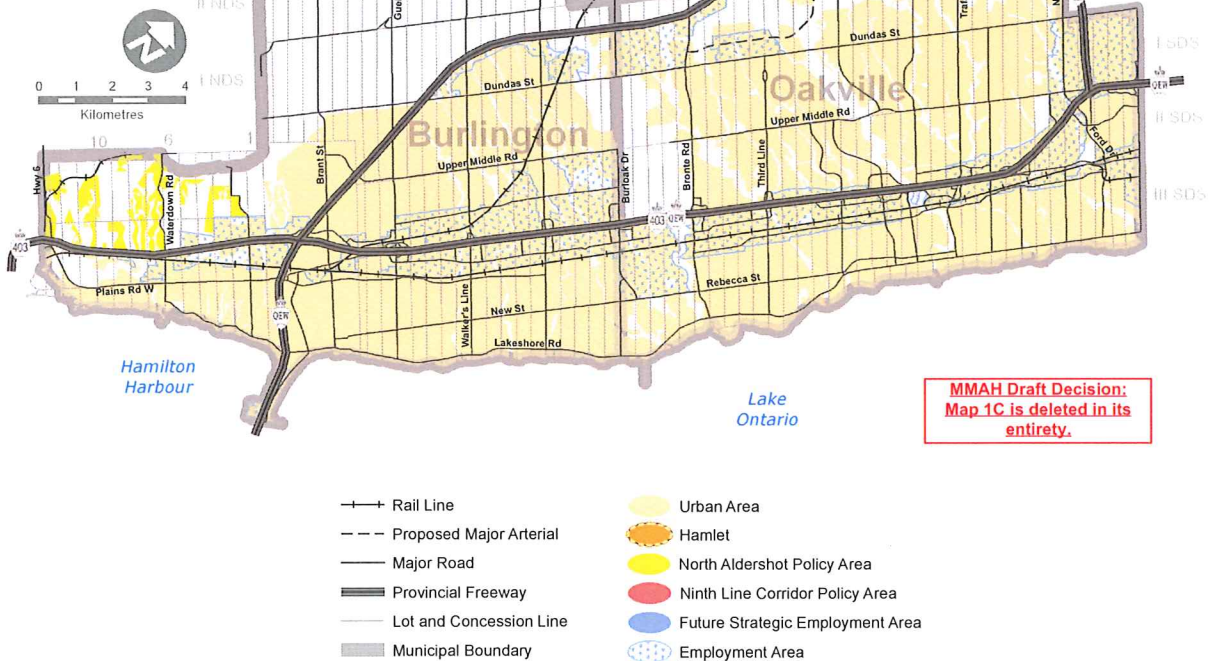 II NDS
Gue
Traf
N
I NDS
I SDS
II SDS
III SDS
0 1 2 3 4
Kilometres
10 6 1
Dundas St
Dundas St
Burlington
Oakville
Upper Middle Rd
Upper Middle Rd
Hwy 6
Waterdown Rd
Brant St
Burloak Dr
Bronte Rd
Third Line
Ford Dr
QEW
403
403 QEW
QEW
Plains Rd W
Walker's Line
New St
Rebecca St
Lakeshore Rd
Hamilton
Harbour
Lake
Ontario
MMAH Draft Decision:
Map 1C is deleted in its
entirety.
Rail Line
Proposed Major Arterial
Major Road
Provincial Freeway
Lot and Concession Line
Municipal Boundary
Urban Area
Hamlet
North Aldershot Policy Area
Ninth Line Corridor Policy Area
Future Strategic Employment Area
Employment Area